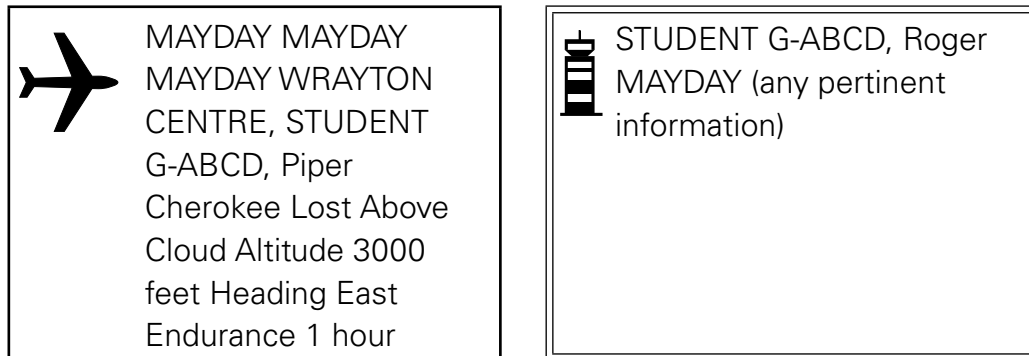 MAYDAY MAYDAY
MAYDAY WRAYTON
CENTRE, STUDENT
G-ABCD, Piper
Cherokee Lost Above
Cloud Altitude 3000
feet Heading East
Endurance 1 hour
STUDENT G-ABCD, Roger
MAYDAY (any pertinent
information)